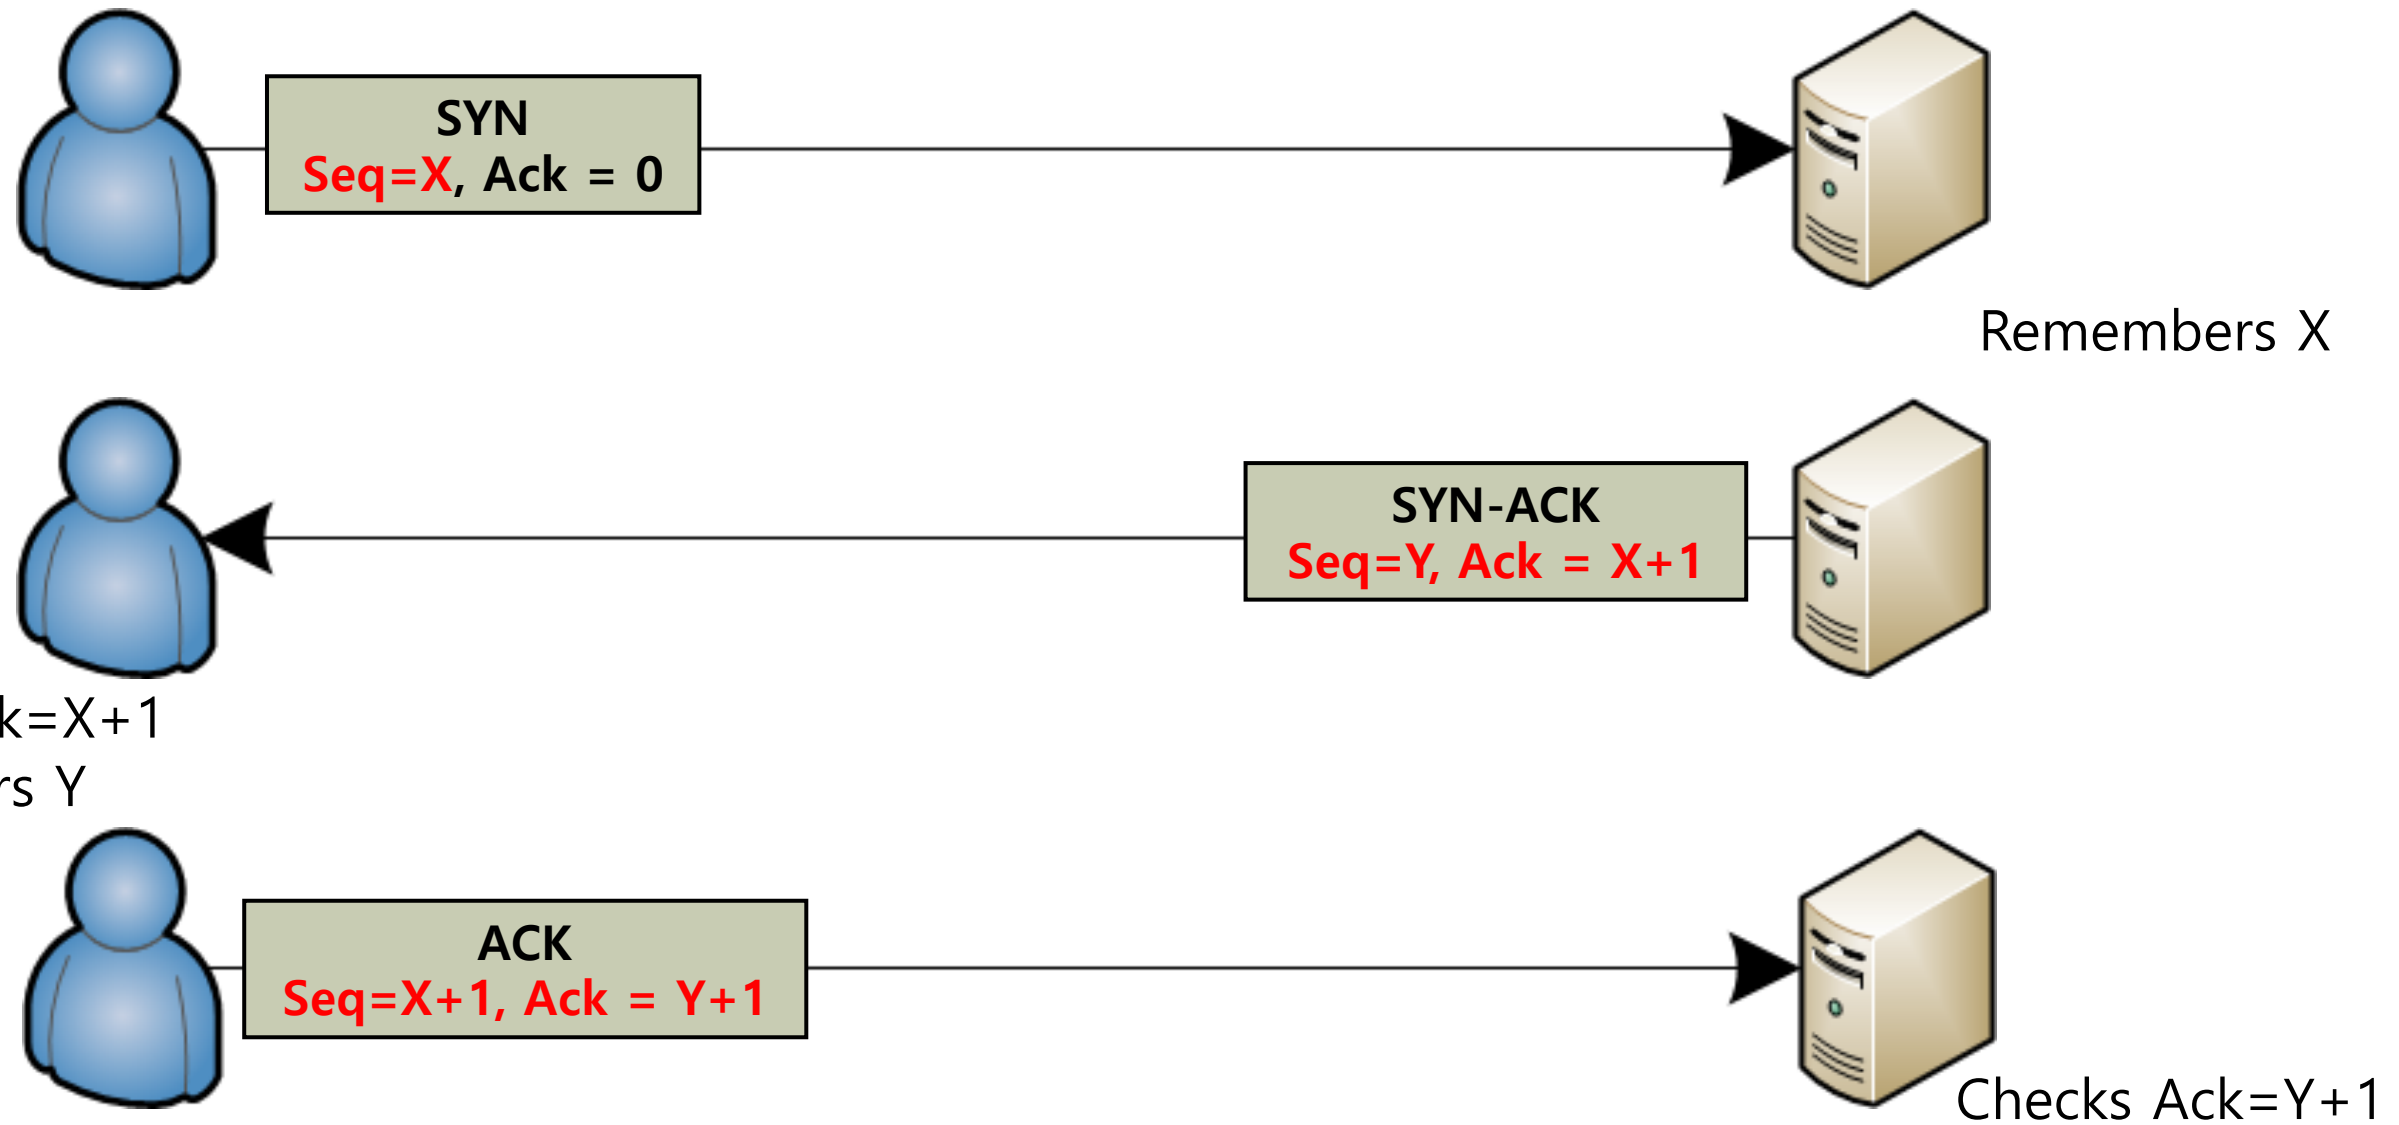 SYN
Seq=X, Ack = 0
Remembers X
SYN-ACK
Seq=Y, Ack = X+1
k=X+1
rs Y
ACK
Seq=X+1, Ack = Y+1
Checks Ack=Y+1